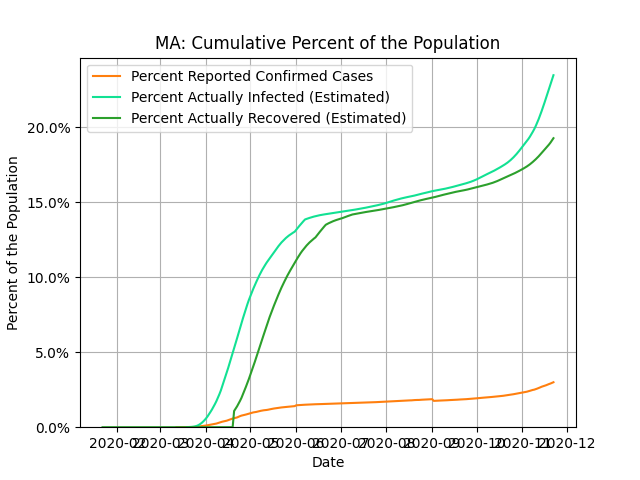 MA: Cumulative Percent of the Population
Percent Reported Confirmed Cases
Percent Actually Infected (Estimated)
Percent Actually Recovered (Estimated)
Percent of the Population
20.0%
15.0%
10.0%
5.0%
0.0%
2020-02 2020-03 2020-04 2020-05 2020-06 2020-07 2020-08 2020-09 2020-10 2020-11 2020-12
Date